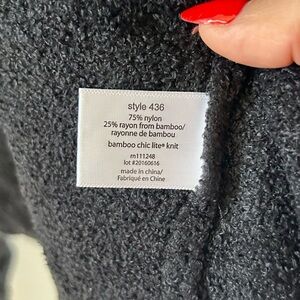 style 436
75% nylon
25% rayon from bamboo/
rayonne de bambou
bamboo chic lite® knit
rn111248
lot #20160616
made in china/
Fabriqué en Chine